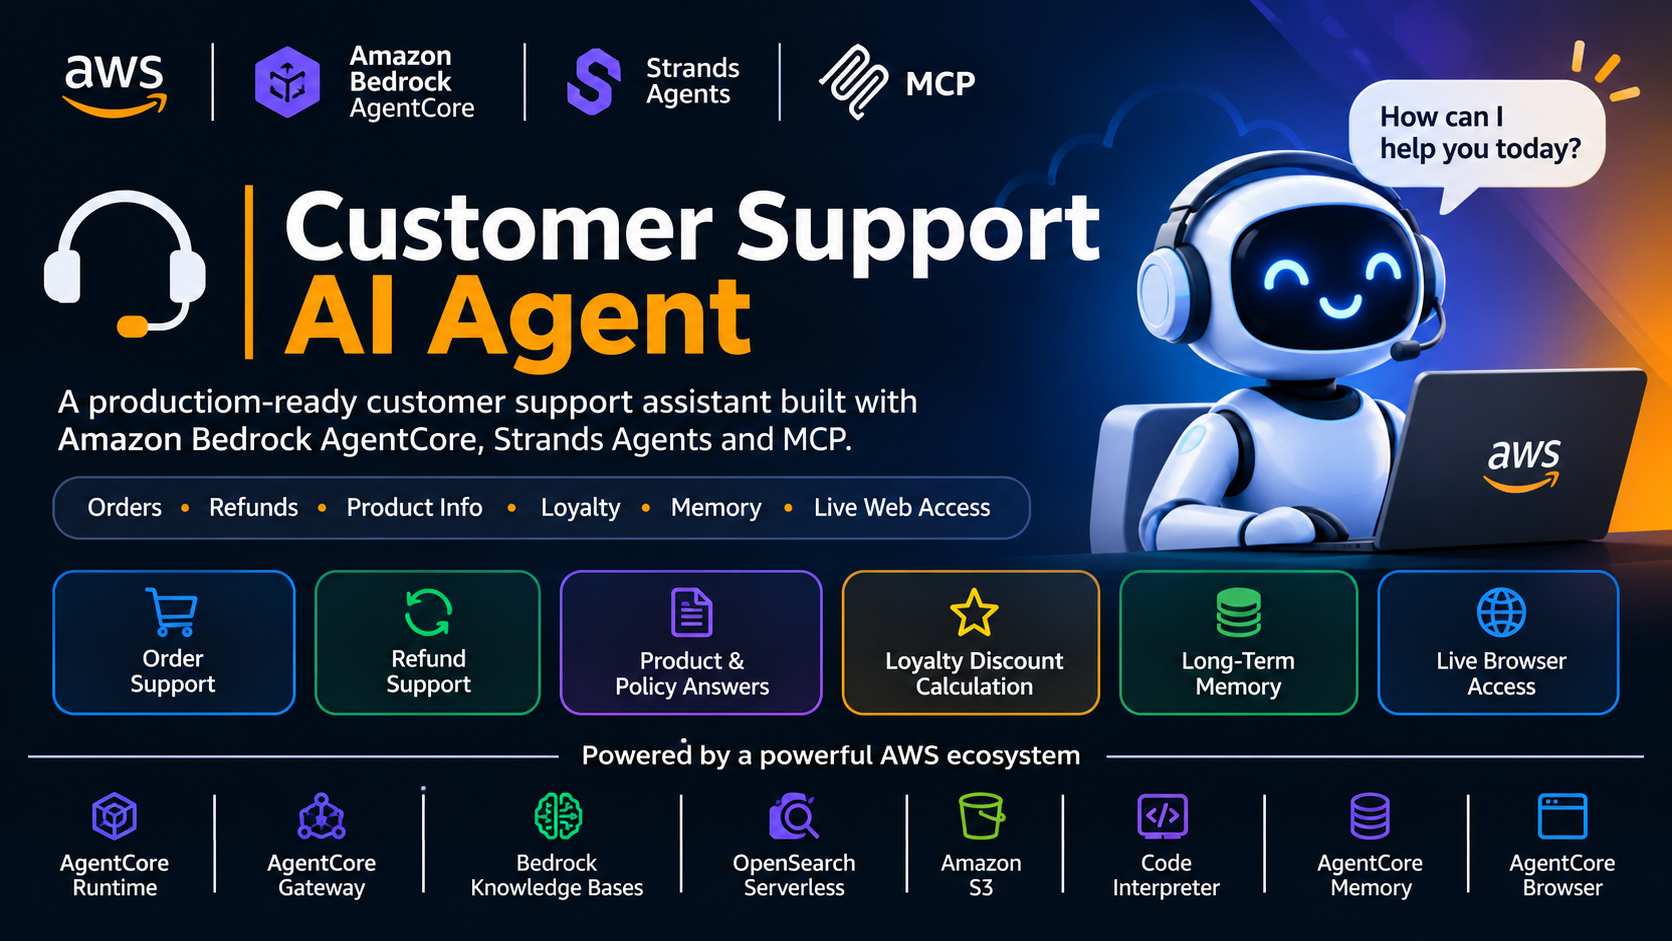 aws
Amazon
Bedrock
AgentCore
Strands
Agents
MCP
How can I
help you today?
Customer Support
AI Agent
A productiom-ready customer support assistant built with
Amazon Bedrock AgentCore, Strands Agents and MCP.
Orders • Refunds • Product Info • Loyalty • Memory • Live Web Access
aws
Order
Support
Refund
Support
Product &
Policy Answers
Loyalty Discount
Calculation
Long-Term
Memory
Live Browser
Access
Powered by a powerful AWS ecosystem
AgentCore
Runtime
AgentCore
Gateway
Bedrock
Knowledge Bases
OpenSearch
Serverless
Amazon
S3
Code
Interpreter
AgentCore
Memory
AgentCore
Browser